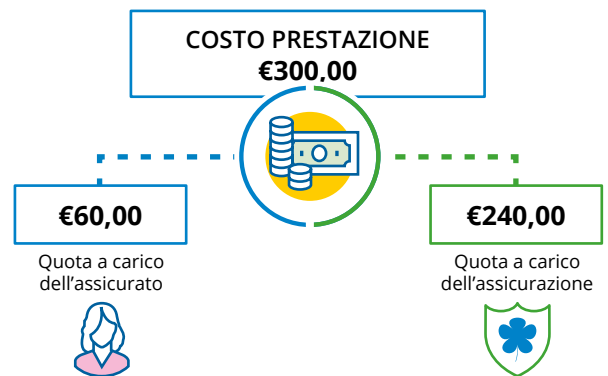 COSTO PRESTAZIONE
€300,00
€60,00
Quota a carico
dell'assicurato
€240,00
Quota a carico
dell'assicurazione